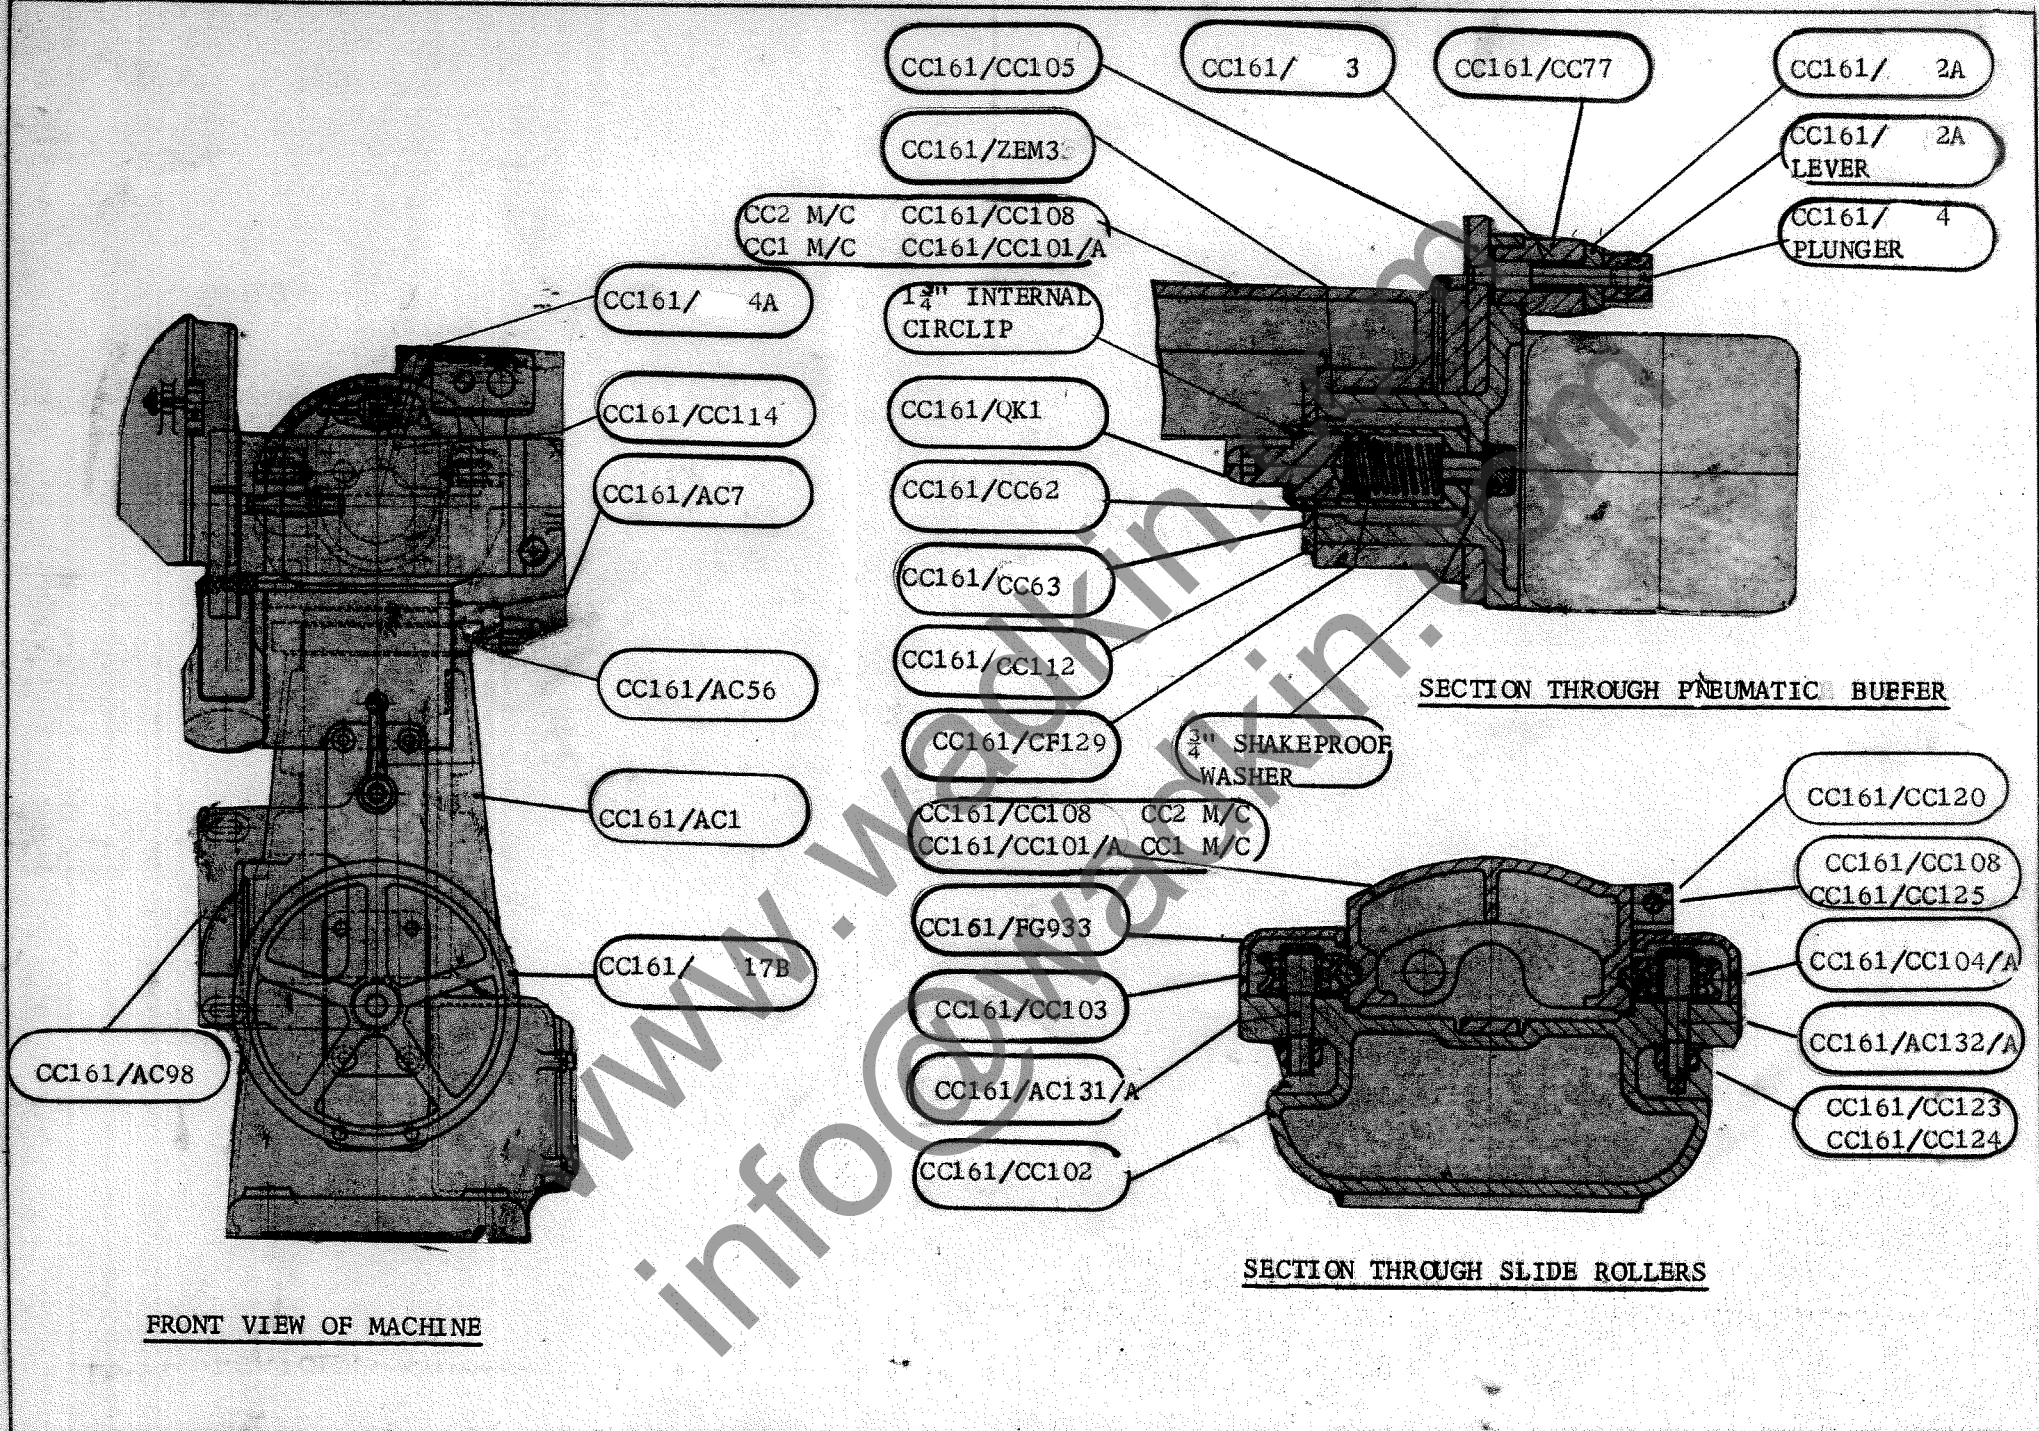 CC161/CC105
CC161/ 3
CC161/CC77
CC161/ 2A
CC161/ZEM3
CC161/ 2A
LEVER
CC2 M/C CC161/CC108
CC1 M/C CC161/CC101/A
CC161/ 4
PLUNGER
CC161/ 4A
1¾" INTERNAL
CIRCLIP
CC161/CC114
CC161/QK1
CC161/AC7
CC161/CC62
CC161/CC63
CC161/CC112
CC161/AC56
CC161/CF129
¾" SHAKEPROOF
WASHER
SECTION THROUGH PNEUMATIC BUFFER
CC161/AC1
CC161/CC108 CC2 M/C
CC161/CC101/A CC1 M/C
CC161/CC120
CC161/CC108
CC161/CC125
CC161/FG933
CC161/ 17B
CC161/CC104/A
CC161/CC103
CC161/AC98
CC161/AC132/A
CC161/AC131/A
CC161/CC123
CC161/CC124
CC161/CC102
SECTION THROUGH SLIDE ROLLERS
FRONT VIEW OF MACHINE
www.wadkin.com
info@wadkin.com